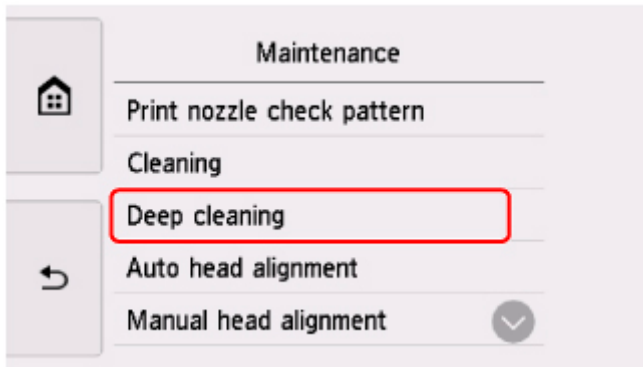 Maintenance
Print nozzle check pattern
Cleaning
Deep cleaning
Auto head alignment
Manual head alignment